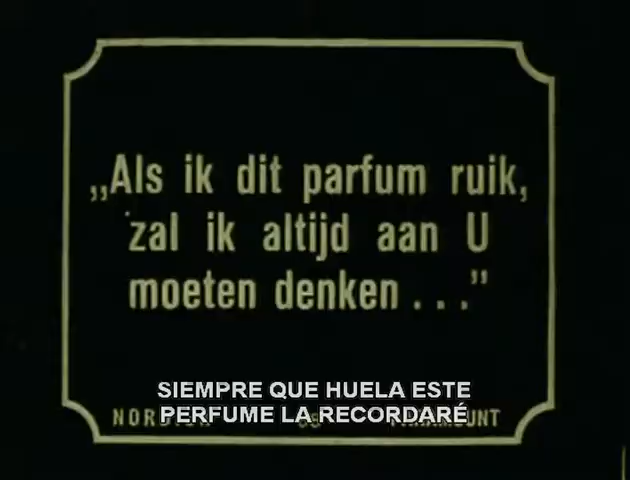 „Als ik dit parfum ruik,
zal ik altijd aan U
moeten denken . . .”
SIEMPRE QUE HUELA ESTE
PERFUME LA RECORDARÉ